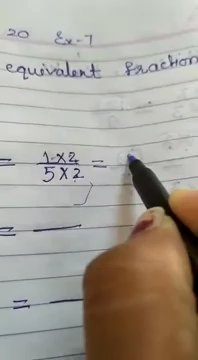 20 Ex-7
equivalent Fraction
= 1×2 / 5×2 =
=
=